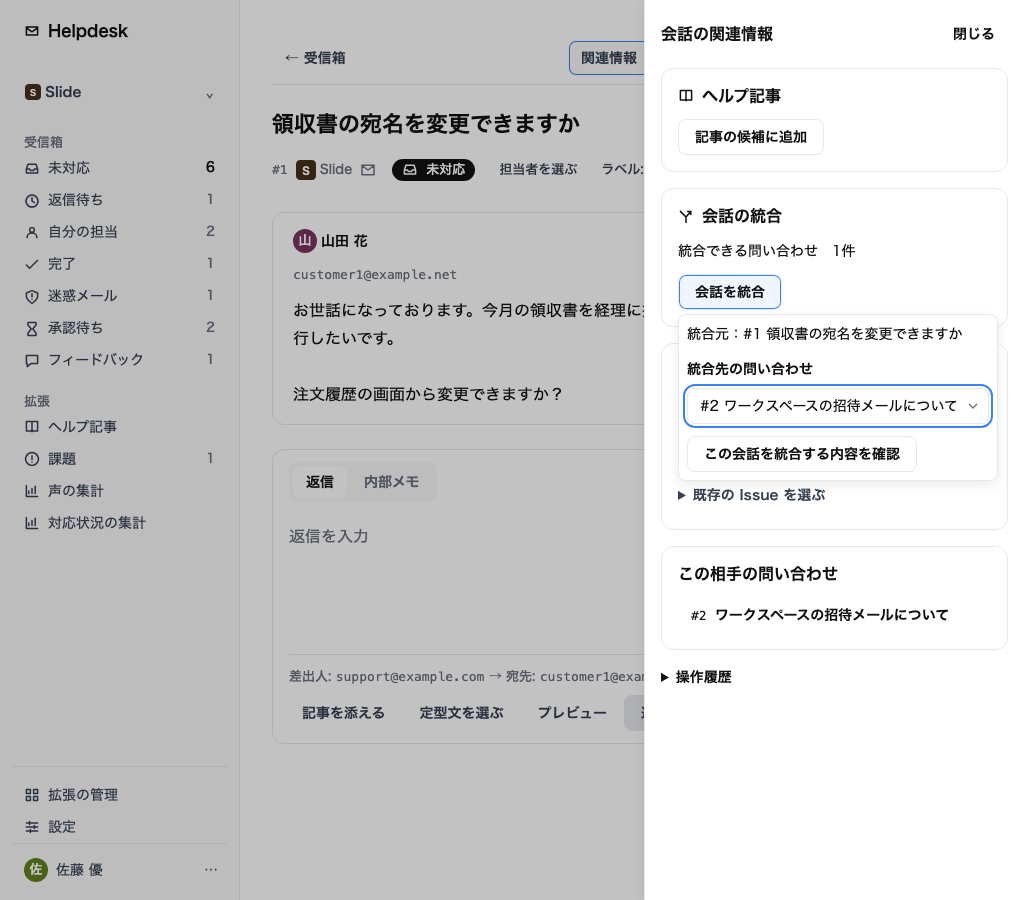 Helpdesk
S Slide
受信箱
未対応 6
返信待ち 1
自分の担当 2
完了 1
迷惑メール 1
承認待ち 2
フィードバック 1
拡張
ヘルプ記事
課題 1
声の集計
対応状況の集計
拡張の管理
設定
佐 佐藤 優 …
← 受信箱
関連情報
領収書の宛名を変更できますか
#1 S Slide 未対応 担当者を選ぶ ラベル:
山 山田 花
customer1@example.net
お世話になっております。今月の領収書を経理に
行したいです。
注文履歴の画面から変更できますか？
返信 内部メモ
返信を入力
差出人: support@example.com → 宛先: customer1@exam
記事を添える 定型文を選ぶ プレビュー
会話の関連情報 閉じる
ヘルプ記事
記事の候補に追加
会話の統合
統合できる問い合わせ 1件
会話を統合
統合元：#1 領収書の宛名を変更できますか
統合先の問い合わせ
#2 ワークスペースの招待メールについて
この会話を統合する内容を確認
▶ 既存の Issue を選ぶ
この相手の問い合わせ
#2 ワークスペースの招待メールについて
▶ 操作履歴